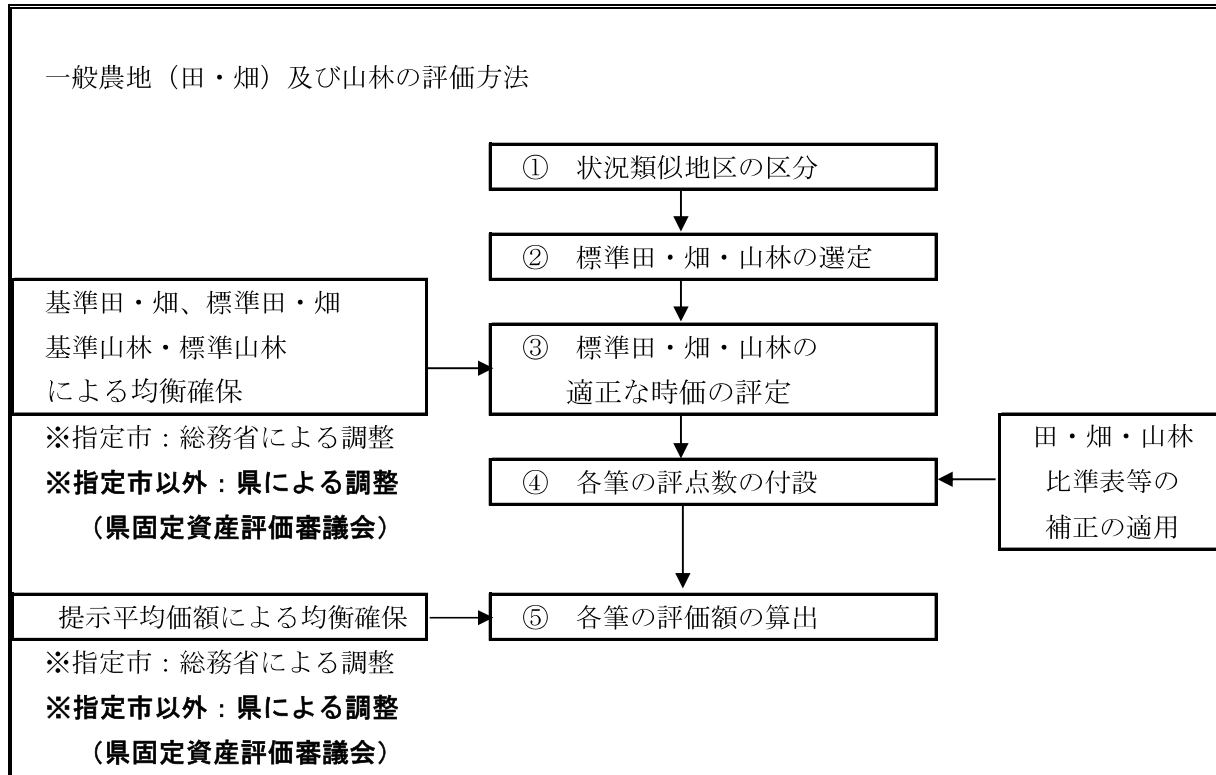 一般農地（田・畑）及び山林の評価方法
① 状況類似地区の区分
② 標準田・畑・山林の選定
基準田・畑、標準田・畑
基準山林・標準山林
による均衡確保
※指定市：総務省による調整
※指定市以外：県による調整
（県固定資産評価審議会）
③ 標準田・畑・山林の
適正な時価の評定
④ 各筆の評点数の付設
田・畑・山林
比準表等の
補正の適用
提示平均価額による均衡確保
※指定市：総務省による調整
※指定市以外：県による調整
（県固定資産評価審議会）
⑤ 各筆の評価額の算出